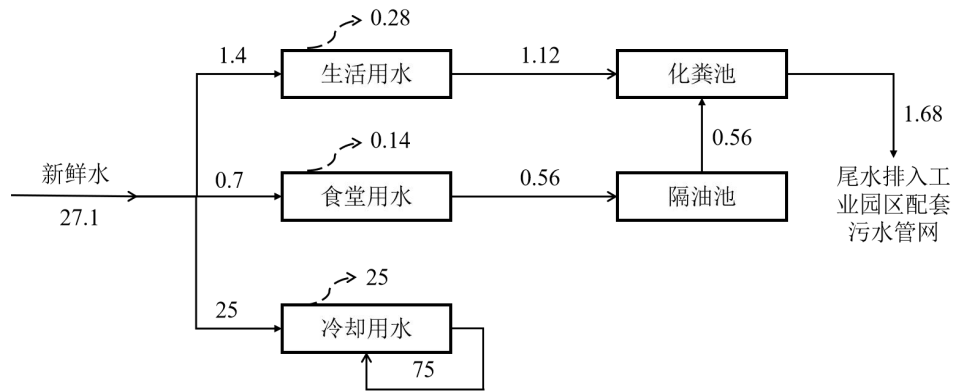 0.28
1.4
生活用水
1.12
化粪池
1.68
0.14
0.56
新鲜水
27.1
0.7
食堂用水
0.56
隔油池
尾水排入工
业园区配套
污水管网
25
25
冷却用水
75